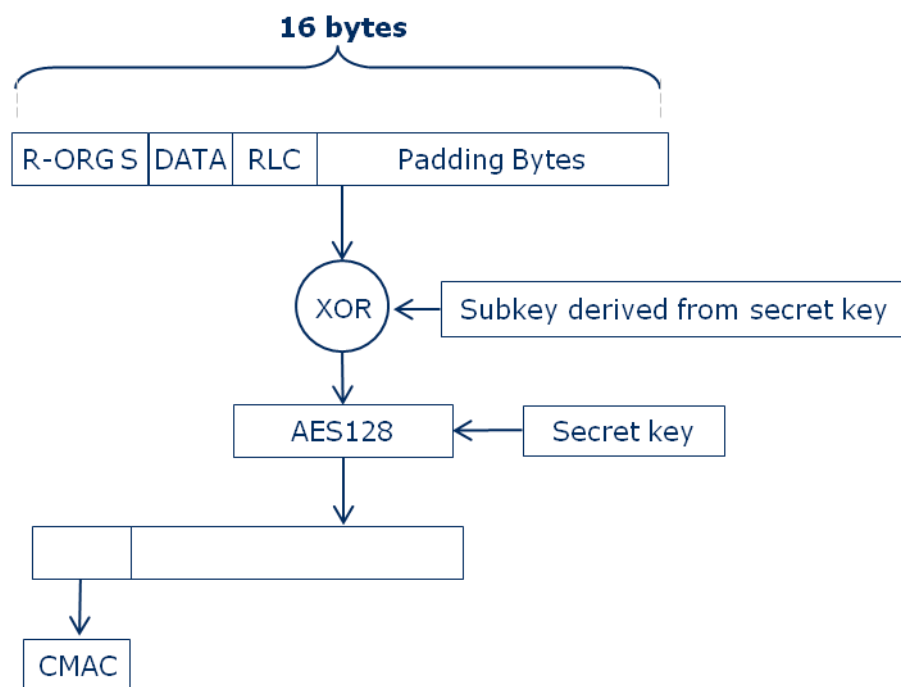 16 bytes
R-ORG S DATA RLC Padding Bytes
XOR
Subkey derived from secret key
AES128
Secret key
CMAC